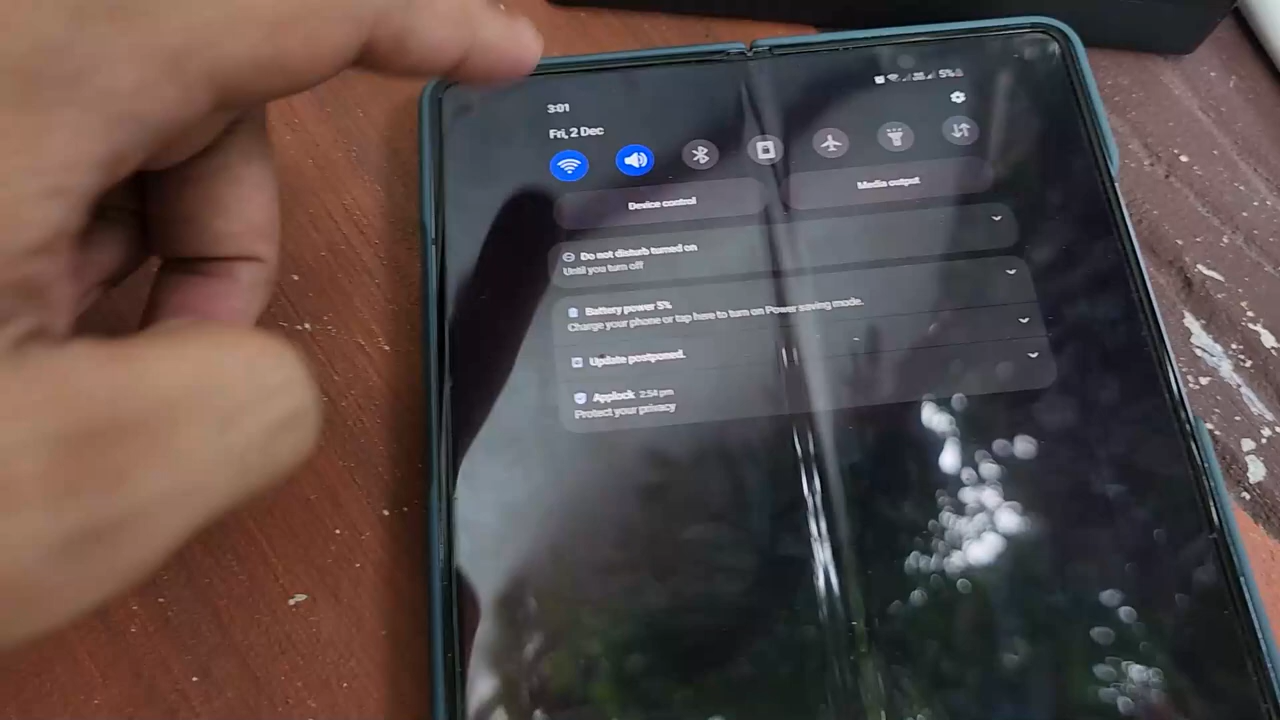 3:01
5%
Fri, 2 Dec
Device control
Media output
Do not disturb turned on
Until you turn off
Battery power 5%
Charge your phone or tap here to turn on Power saving mode.
Update postponed.
Applock 2:54 pm
Protect your privacy